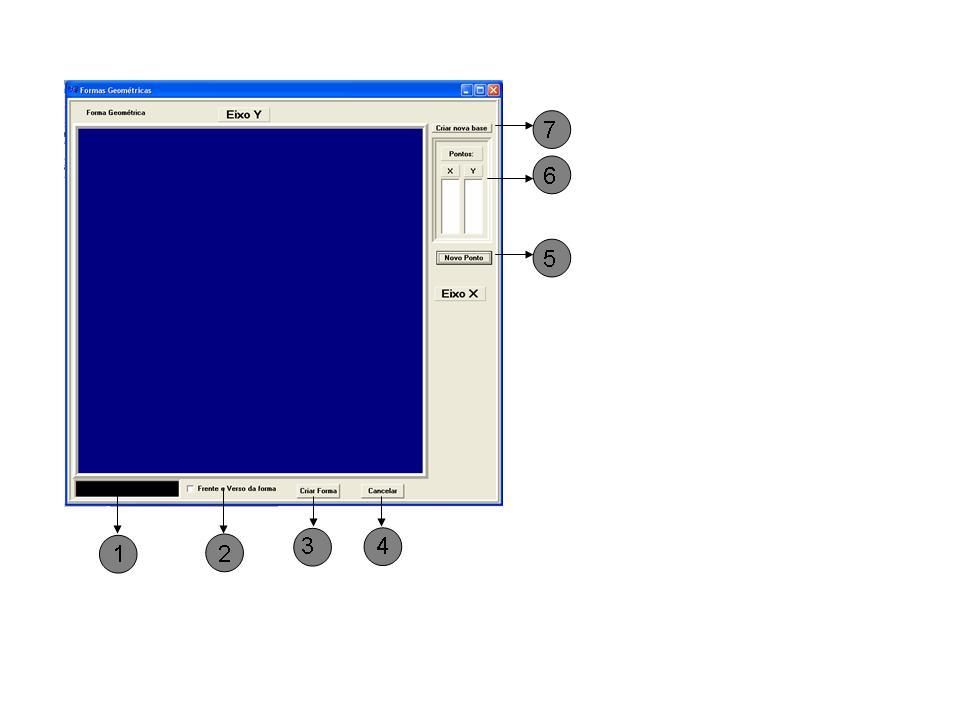 Formas Geométricas
Forma Geométrica
Eixo Y
Criar nova base
7
Pontos:
X Y
6
Novo Ponto
5
Eixo X
Frente e Verso da forma
Criar Forma
Cancelar
1
2
3
4